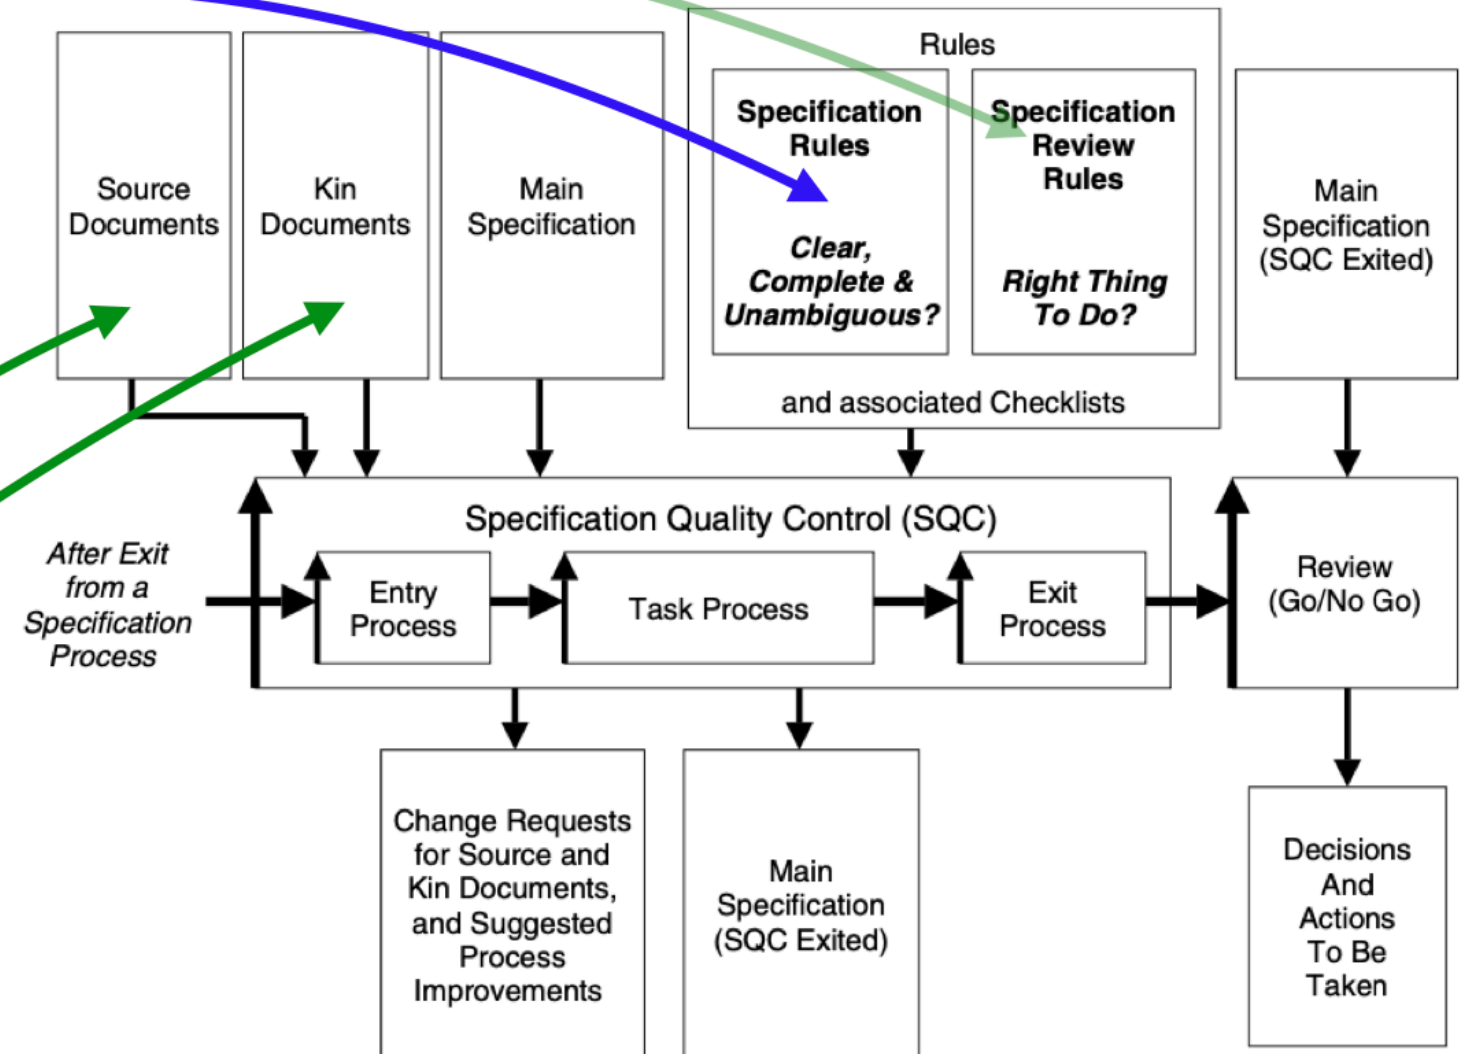 Source
Documents
Kin
Documents
Main
Specification
Rules
Specification
Rules
Clear,
Complete &
Unambiguous?
Specification
Review
Rules
Right Thing
To Do?
and associated Checklists
Main
Specification
(SQC Exited)
After Exit
from a
Specification
Process
Specification Quality Control (SQC)
Entry
Process
Task Process
Exit
Process
Review
(Go/No Go)
Change Requests
for Source and
Kin Documents,
and Suggested
Process
Improvements
Main
Specification
(SQC Exited)
Decisions
And
Actions
To Be
Taken